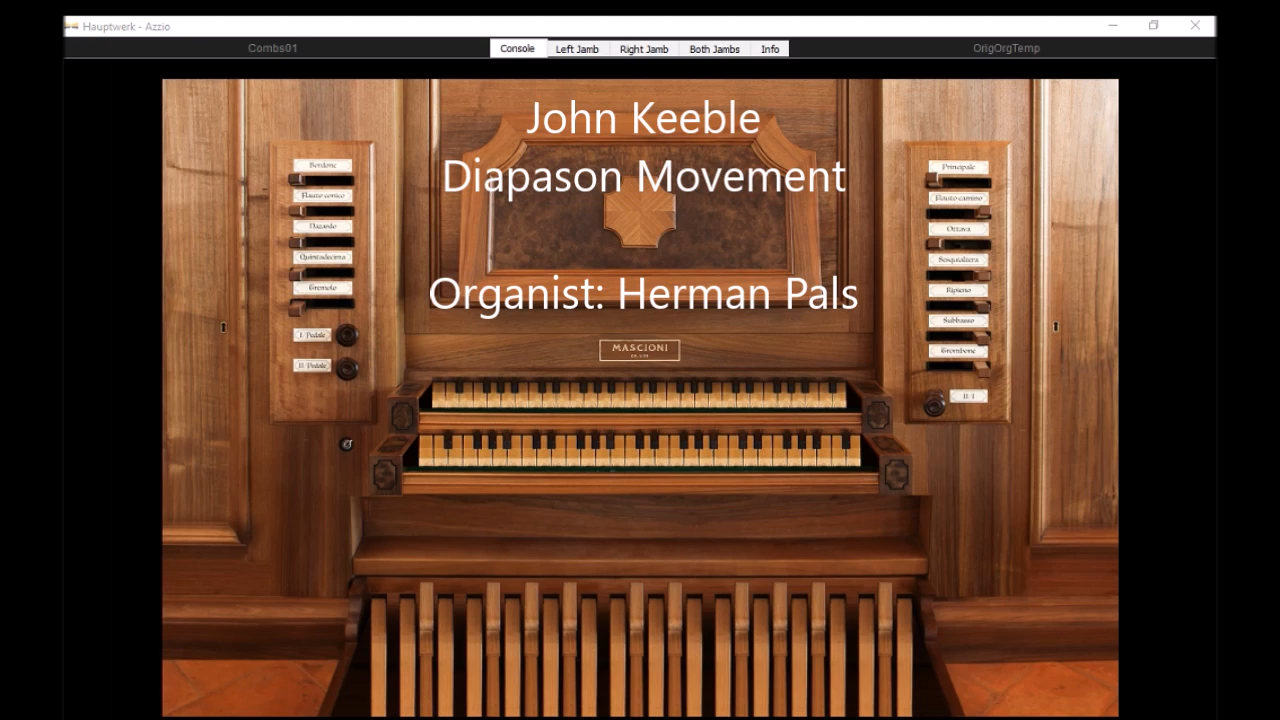 Hauptwerk - Azzio
Combs01
Console
Left Jamb
Right Jamb
Both Jambs
Info
OrigOrgTemp
John Keeble
Diapason Movement
Organist: Herman Pals
MASCIONI
Bordone
Flauto conico
Nazardo
Quintadecima
Tremolo
I/Pedale
II/Pedale
Principale
Flauto camino
Ottava
Sesquialtera
Ripieno
Subbasso
Trombone
II/I